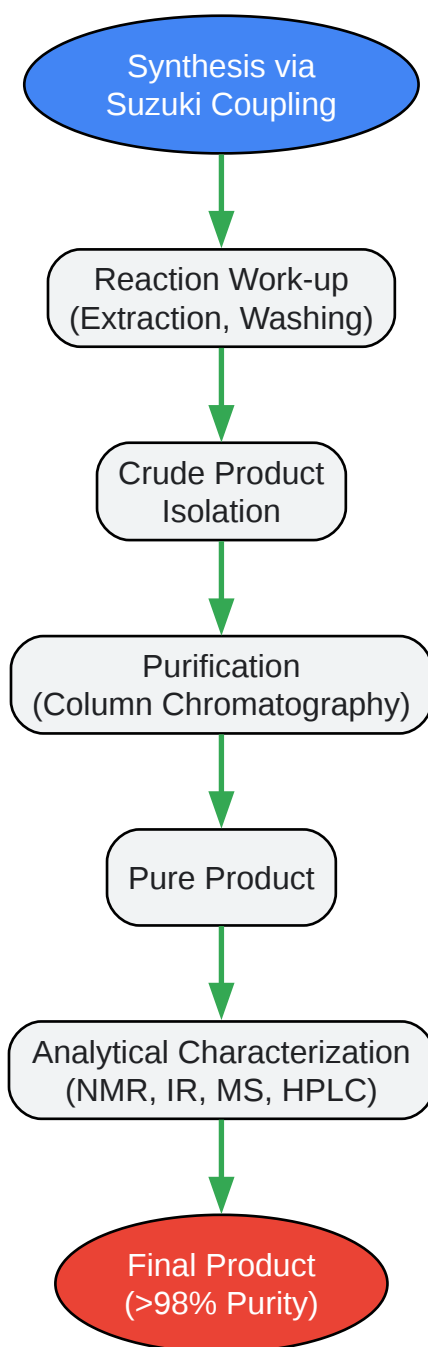 Synthesis via
Suzuki Coupling
Reaction Work-up
(Extraction, Washing)
Crude Product
Isolation
Purification
(Column Chromatography)
Pure Product
Analytical Characterization
(NMR, IR, MS, HPLC)
Final Product
(>98% Purity)